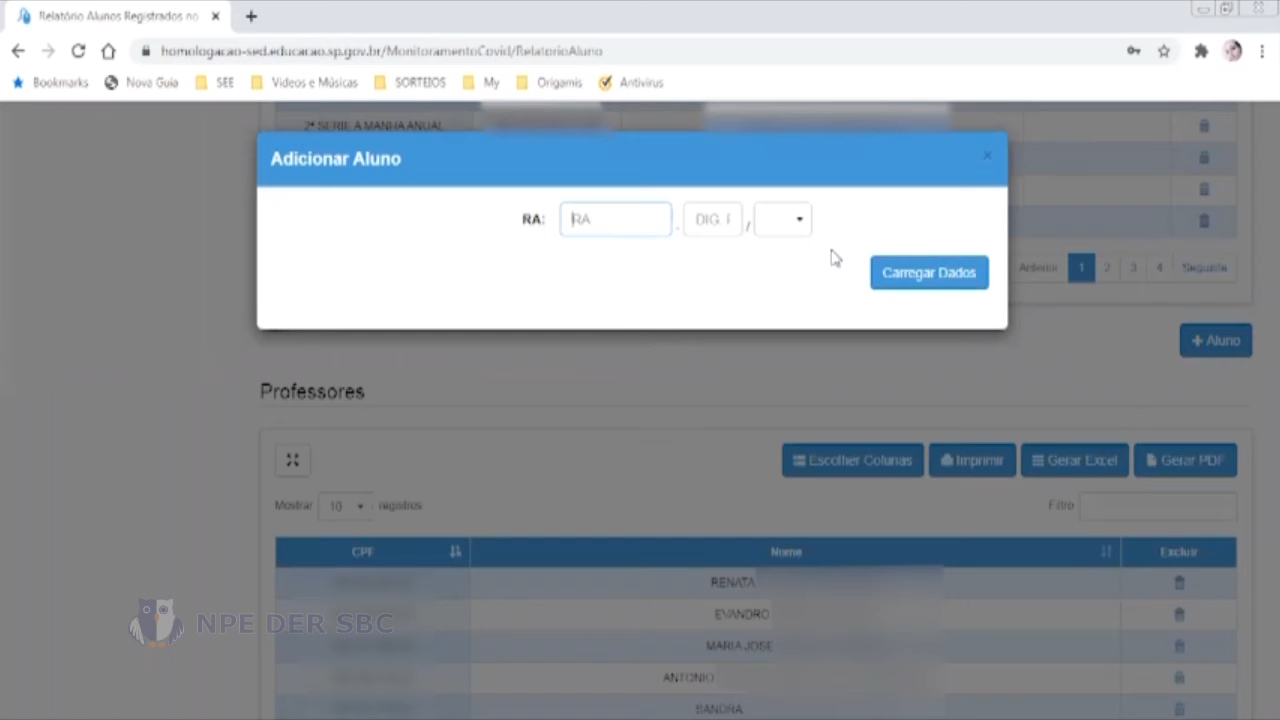 Relatório Alunos Registrados no
homologacao-sed.educacao.sp.gov.br/MonitoramentoCovid/RelatorioAluno
Bookmarks Nova Guia SEE Videos e Músicas SORTEIOS My Origamis Antivirus
2ª SERIE A MANHA ANUAL
Adicionar Aluno ×
RA: RA . DIG. R /
Carregar Dados
Anterior 1 2 3 4 Seguinte
+ Aluno
Professores
Escolher Colunas Imprimir Gerar Excel Gerar PDF
Mostrar 10 registros Filtro
CPF Nome Excluir
RENATA
EVANDRO
MARIA JOSE
ANTONIO
SANDRA
NPE DER SBC